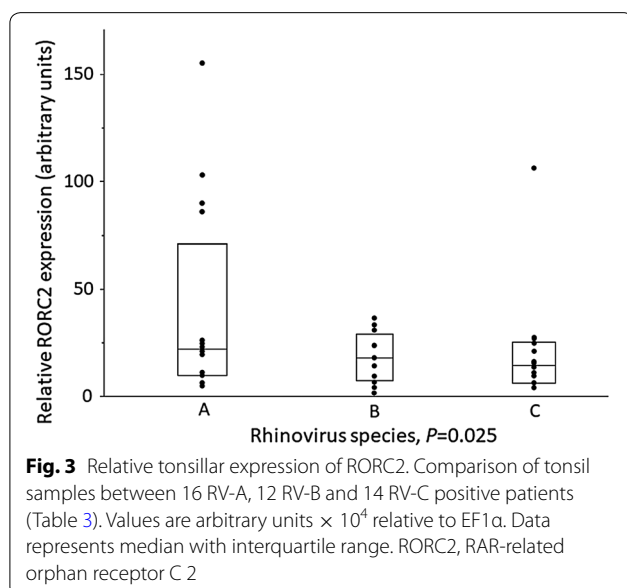 Relative RORC2 expression (arbitrary units)
150
100
50
0
A B C
Rhinovirus species, P=0.025
Fig. 3 Relative tonsillar expression of RORC2. Comparison of tonsil
samples between 16 RV-A, 12 RV-B and 14 RV-C positive patients
(Table 3). Values are arbitrary units × 10⁴ relative to EF1α. Data
represents median with interquartile range. RORC2, RAR-related
orphan receptor C 2